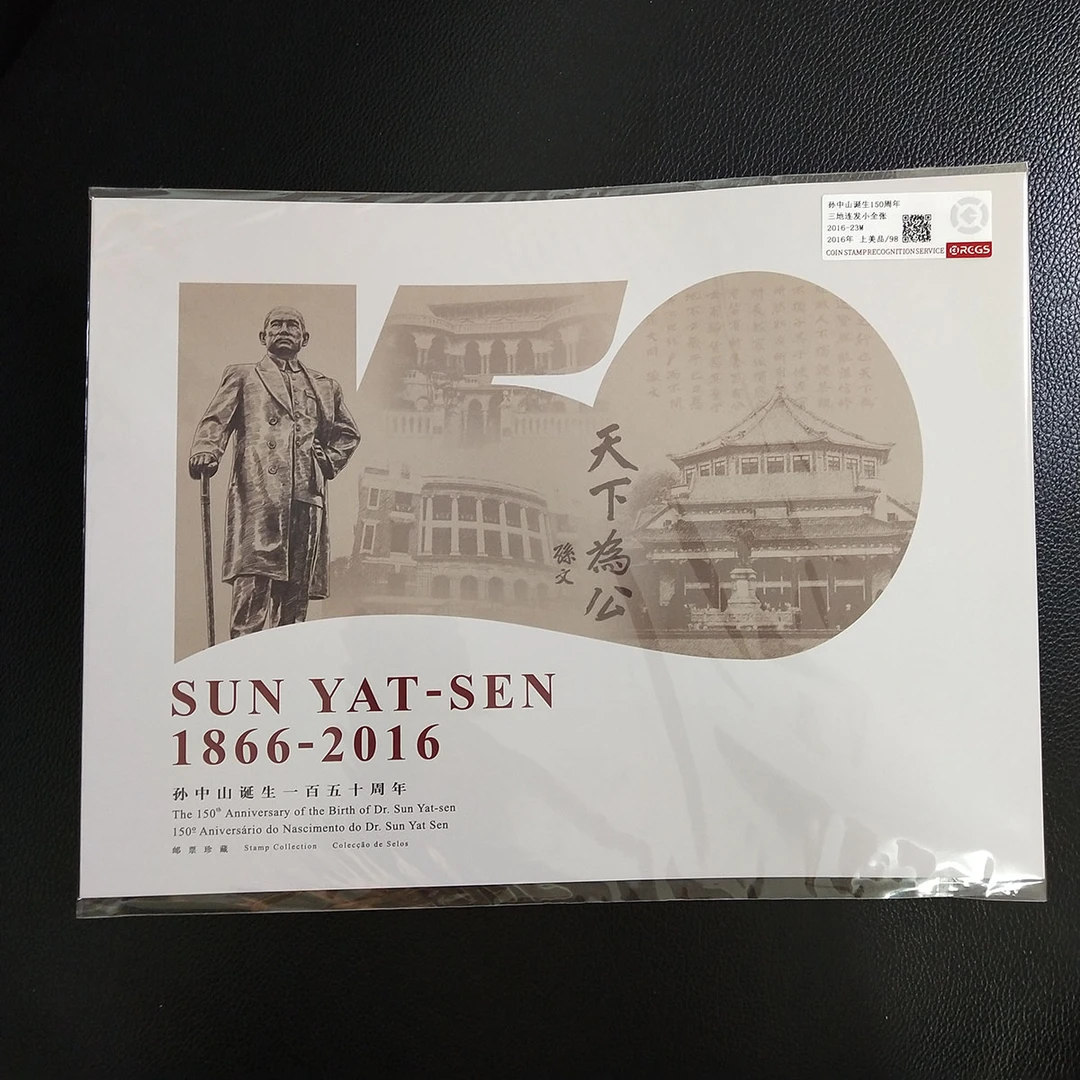 孙中山诞生150周年
三地连发小全张
2016-23M
2016年 上美品/98
COIN STAMP RECOGNITION SERVICE
RCGS
天下為公
孫文
SUN YAT-SEN
1866-2016
孙中山诞生一百五十周年
The 150th Anniversary of the Birth of Dr. Sun Yat-sen
150º Aniversário do Nascimento do Dr. Sun Yat Sen
邮票珍藏 Stamp Collection Colecção de Selos